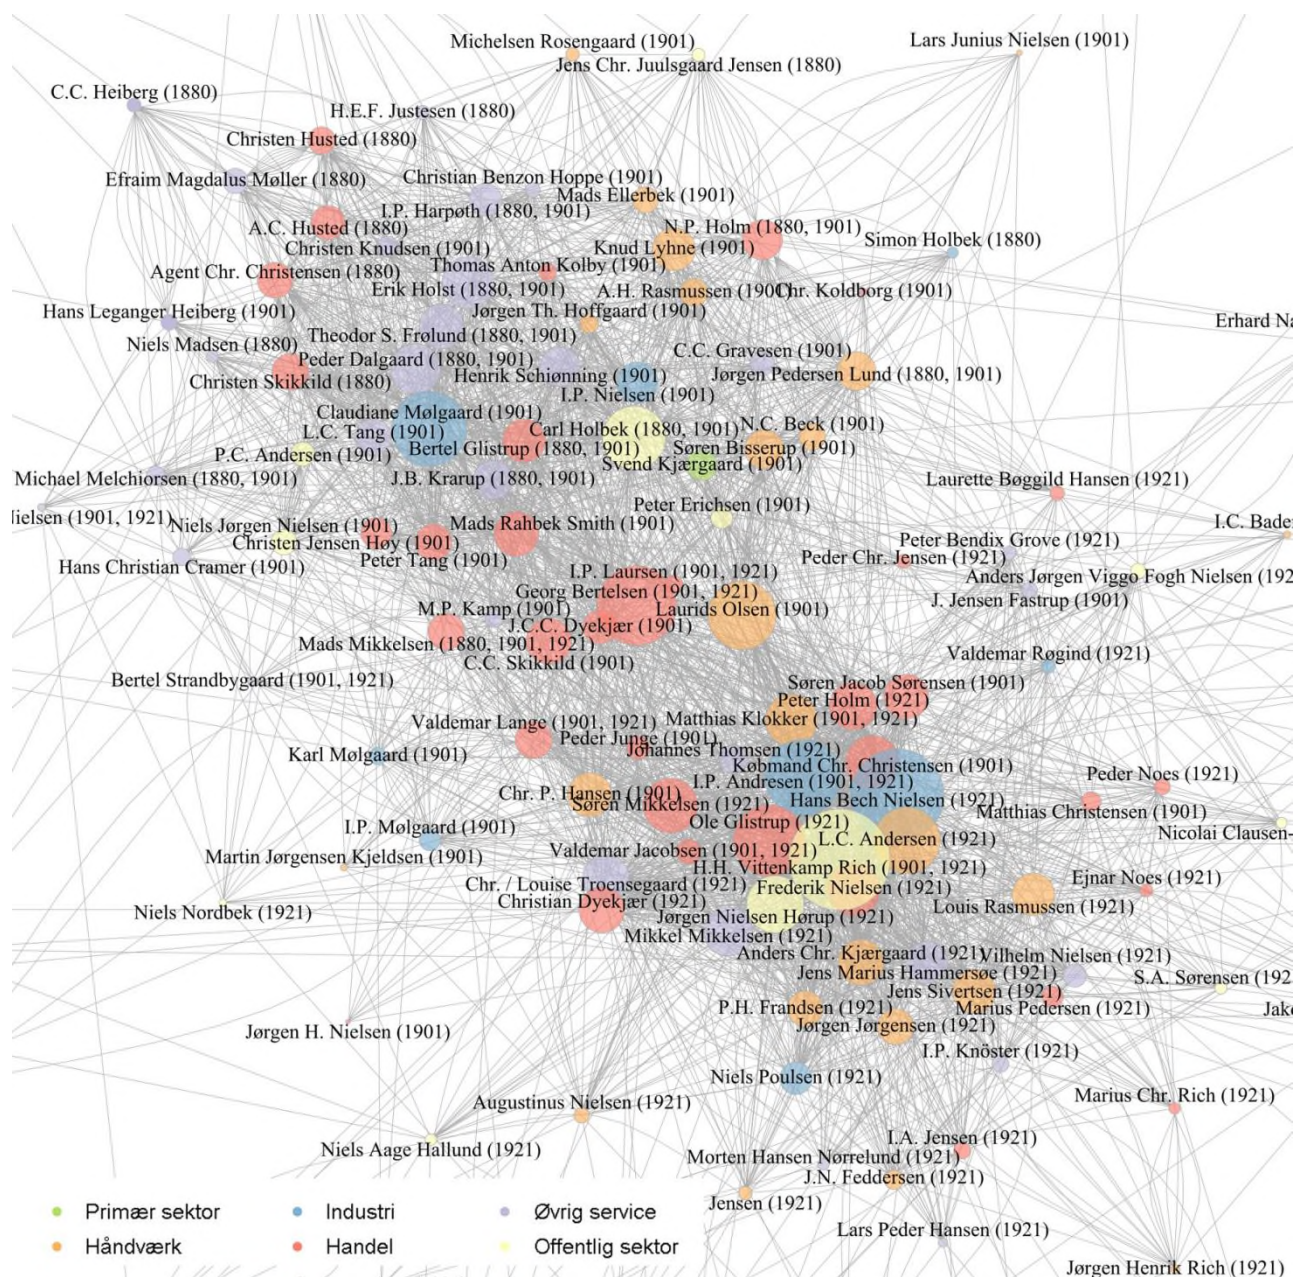 Michelsen Rosengaard (1901)
Lars Junius Nielsen (1901)
Jens Chr. Juulsgaard Jensen (1880)
C.C. Heiberg (1880)
H.E.F. Justesen (1880)
Christen Husted (1880)
Efraim Magdalus Møller (1880)
Christian Benzon Hoppe (1901)
Mads Ellerbek (1901)
I.P. Harpøth (1880, 1901)
A.C. Husted (1880)
N.P. Holm (1880, 1901)
Simon Holbek (1880)
Christen Knudsen (1901)
Knud Lyhne (1901)
Agent Chr. Christensen (1880)
Thomas Anton Kolby (1901)
Erik Holst (1880, 1901)
A.H. Rasmussen (1901)
Chr. Koldborg (1901)
Hans Leganger Heiberg (1901)
Jørgen Th. Hoffgaard (1901)
Erhard Na
Theodor S. Frølund (1880, 1901)
Niels Madsen (1880)
Peder Dalgaard (1880, 1901)
C.C. Gravesen (1901)
Christen Skikkild (1880)
Henrik Schiønning (1901)
Jørgen Pedersen Lund (1880, 1901)
I.P. Nielsen (1901)
Claudiane Mølgaard (1901)
L.C. Tang (1901)
Carl Holbek (1880, 1901)
N.C. Beck (1901)
Bertel Glistrup (1880, 1901)
Søren Bisserup (1901)
P.C. Andersen (1901)
Svend Kjærgaard (1901)
Michael Melchiorsen (1880, 1901)
J.B. Krarup (1880, 1901)
Laurette Bøggild Hansen (1921)
Peter Erichsen (1901)
Nielsen (1901, 1921)
Niels Jørgen Nielsen (1901)
Mads Rahbek Smith (1901)
I.C. Bader
Christen Jensen Høy (1901)
Peter Bendix Grove (1921)
Hans Christian Cramer (1901)
Peter Tang (1901)
Peder Chr. Jensen (1921)
I.P. Laursen (1901, 1921)
Anders Jørgen Viggo Fogh Nielsen (192
Georg Bertelsen (1901, 1921)
J. Jensen Fastrup (1901)
M.P. Kamp (1901)
Laurids Olsen (1901)
J.C.C. Dyekjær (1901)
Mads Mikkelsen (1880, 1901, 1921)
C.C. Skikkild (1901)
Valdemar Røgind (1921)
Bertel Strandbygaard (1901, 1921)
Søren Jacob Sørensen (1901)
Peter Holm (1921)
Valdemar Lange (1901, 1921)
Matthias Klokker (1901, 1921)
Peder Junge (1901)
Karl Mølgaard (1901)
Johannes Thomsen (1921)
Købmand Chr. Christensen (1901)
Peder Noes (1921)
I.P. Andresen (1901, 1921)
Chr. P. Hansen (1901)
Hans Bech Nielsen (1921)
Søren Mikkelsen (1921)
Matthias Christensen (1901)
I.P. Mølgaard (1901)
Ole Glistrup (1921)
Nicolai Clausen-
L.C. Andersen (1921)
Martin Jørgensen Kjeldsen (1901)
Valdemar Jacobsen (1901, 1921)
H.H. Vittenkamp Rich (1901, 1921)
Chr. / Louise Troensegaard (1921)
Frederik Nielsen (1921)
Ejnar Noes (1921)
Christian Dyekjær (1921)
Niels Nordbek (1921)
Louis Rasmussen (1921)
Jørgen Nielsen Hørup (1921)
Mikkel Mikkelsen (1921)
Anders Chr. Kjærgaard (1921)
Vilhelm Nielsen (1921)
Jens Marius Hammersøe (1921)
S.A. Sørensen (192
Jens Sivertsen (1921)
P.H. Frandsen (1921)
Marius Pedersen (1921)
Jako
Jørgen H. Nielsen (1901)
Jørgen Jørgensen (1921)
I.P. Knöster (1921)
Niels Poulsen (1921)
Augustinus Nielsen (1921)
Marius Chr. Rich (1921)
I.A. Jensen (1921)
Niels Aage Hallund (1921)
Morten Hansen Nørrelund (1921)
J.N. Feddersen (1921)
Jensen (1921)
Lars Peder Hansen (1921)
Jørgen Henrik Rich (1921)
Primær sektor
Industri
Øvrig service
Håndværk
Handel
Offentlig sektor